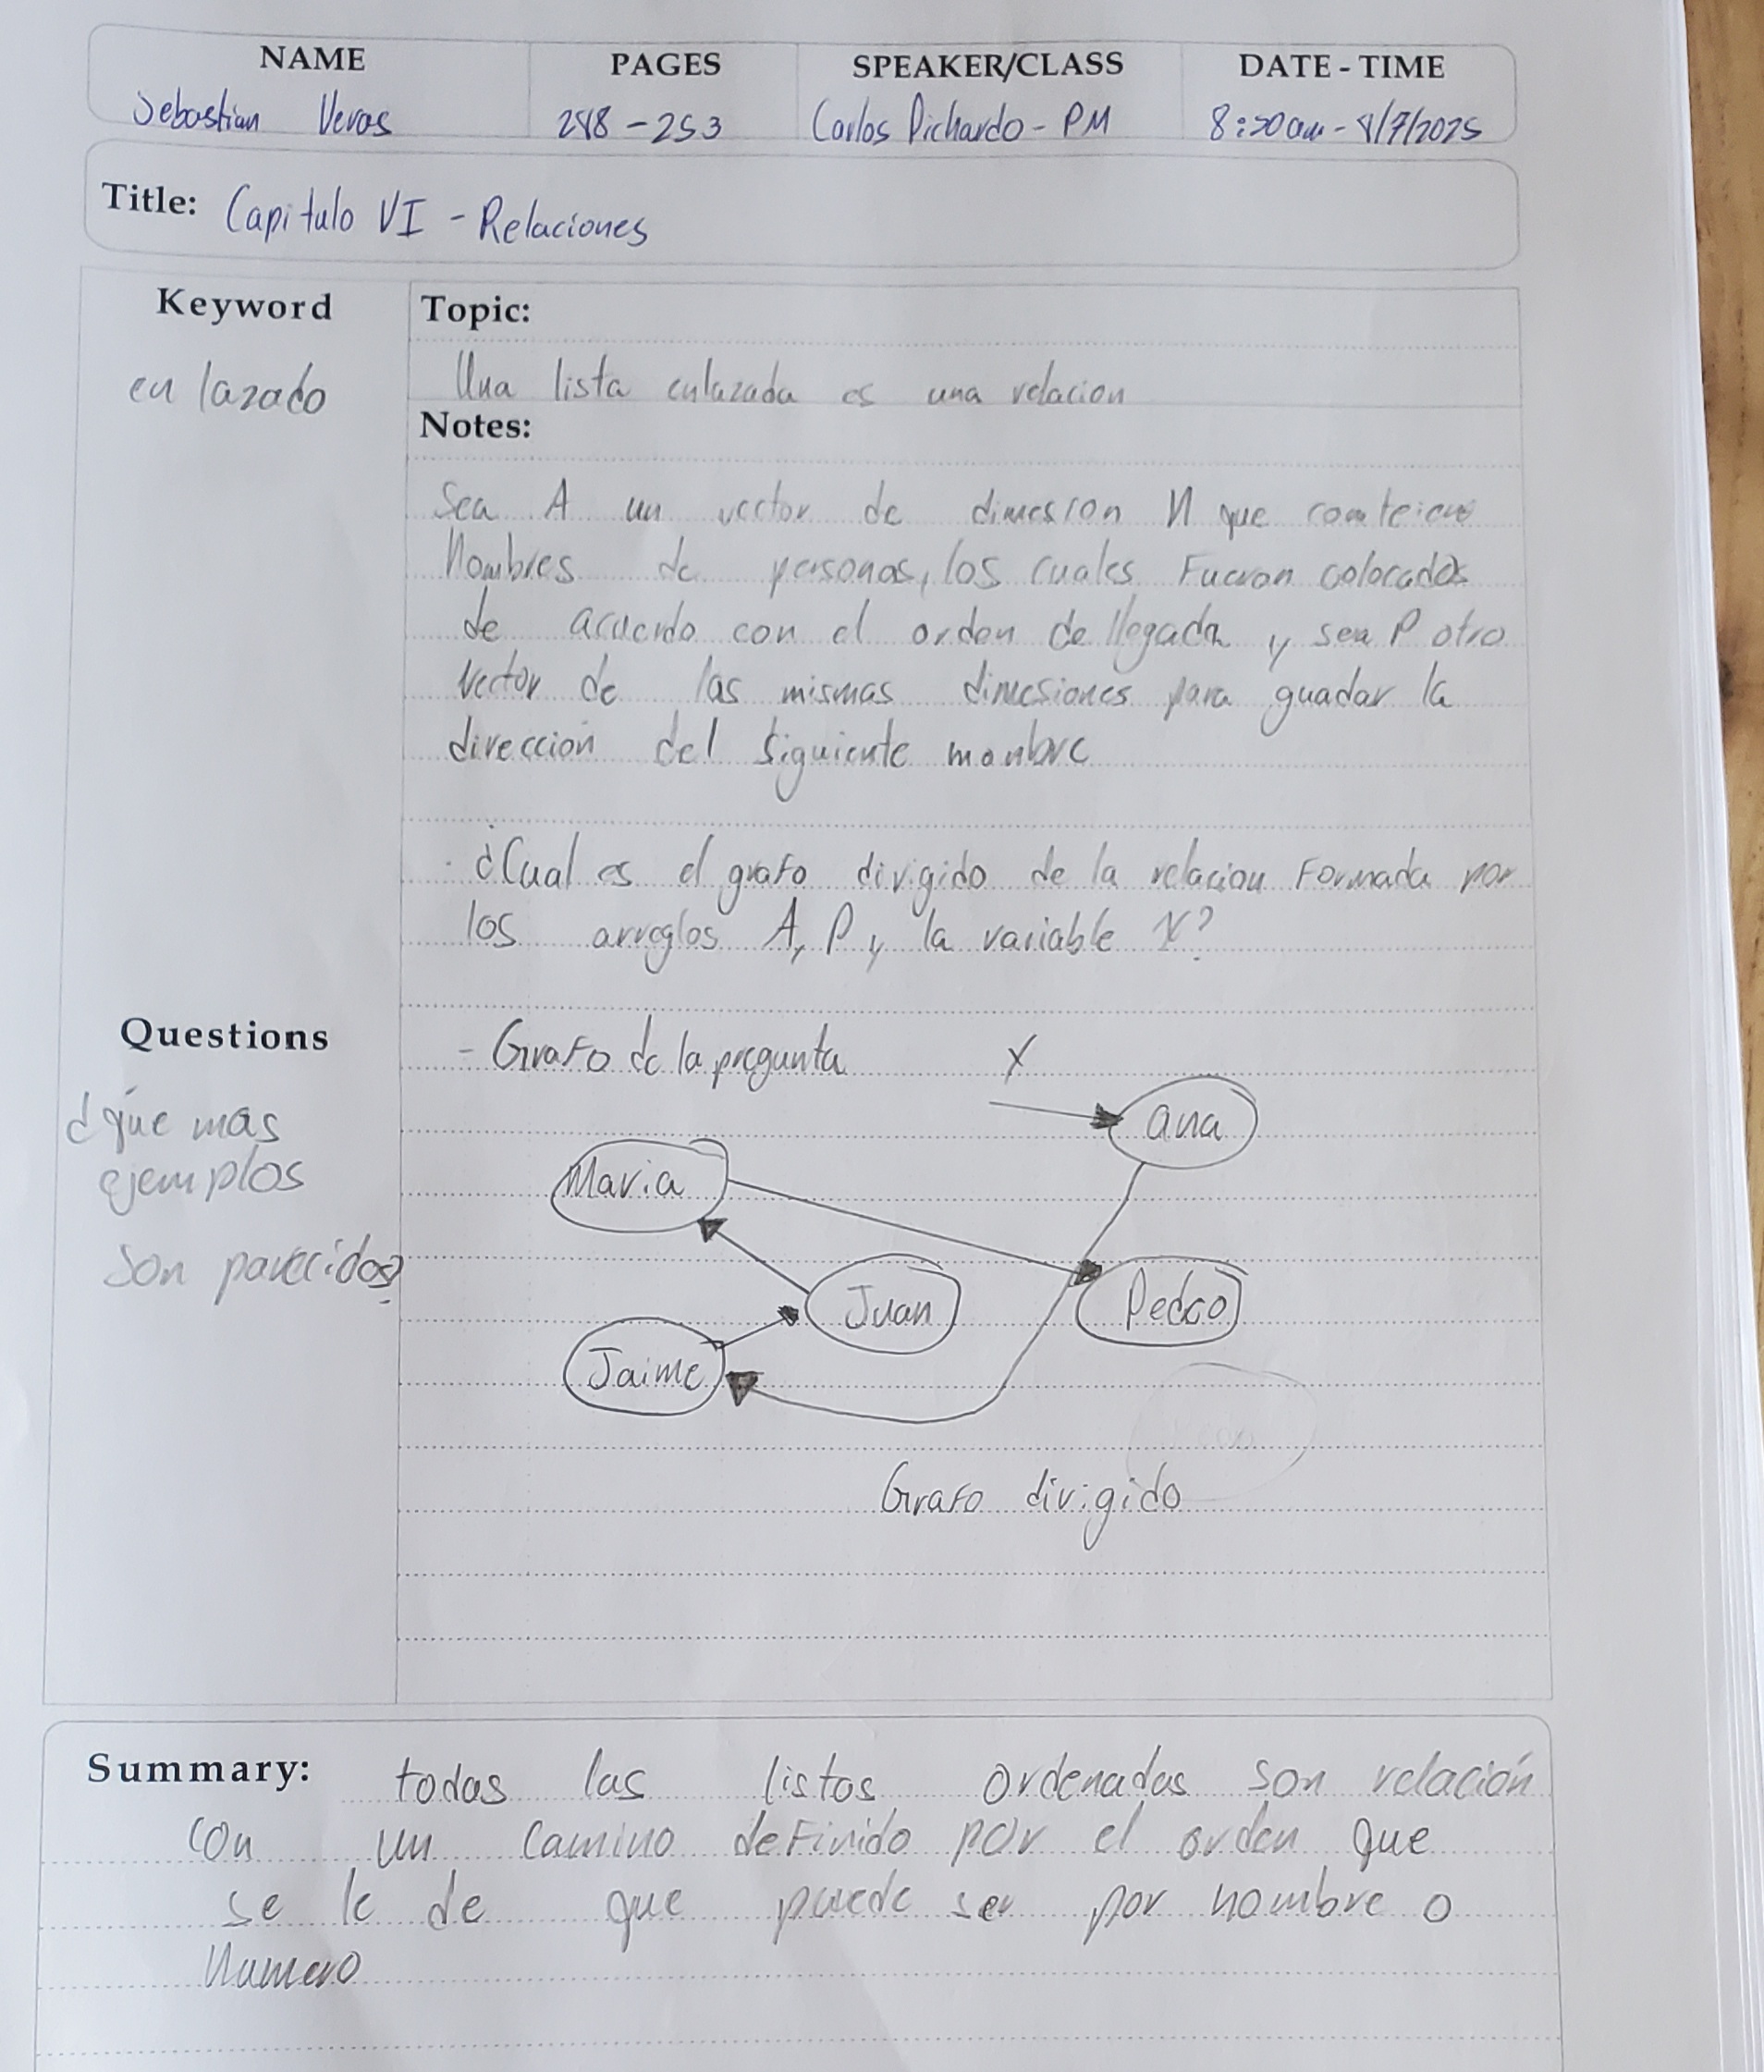 NAME PAGES SPEAKER/CLASS DATE - TIME
Sebastian Veras 248 - 253 Carlos Pichardo - PM 8:20am - 8/7/2025
Title: Capitulo VI - Relaciones
Keyword
en lazado
Topic:
Una lista enlazada es una relacion
Notes:
Sea A un vector de dimesion N que conteiene
Nombres de personas, los cuales Fueron colocados
de acuerdo con el orden de llegada y sea P otro
vector de las mismas dimesiones para guadar la
dirección del siguiente monbre
¿Cual es el grafo dirigido de la relacion Formada por
los arreglos A, P y la variable X?
Questions
¿que mas
ejemplos
son parecidos?
- Grafo de la pregunta X
ana
Maria
Juan
Pedro
Jaime
Grafo dirigido
Summary: todas las listas ordenadas son relación
con un camino definido por el orden que
se le de que puede ser por nombre o
Numero